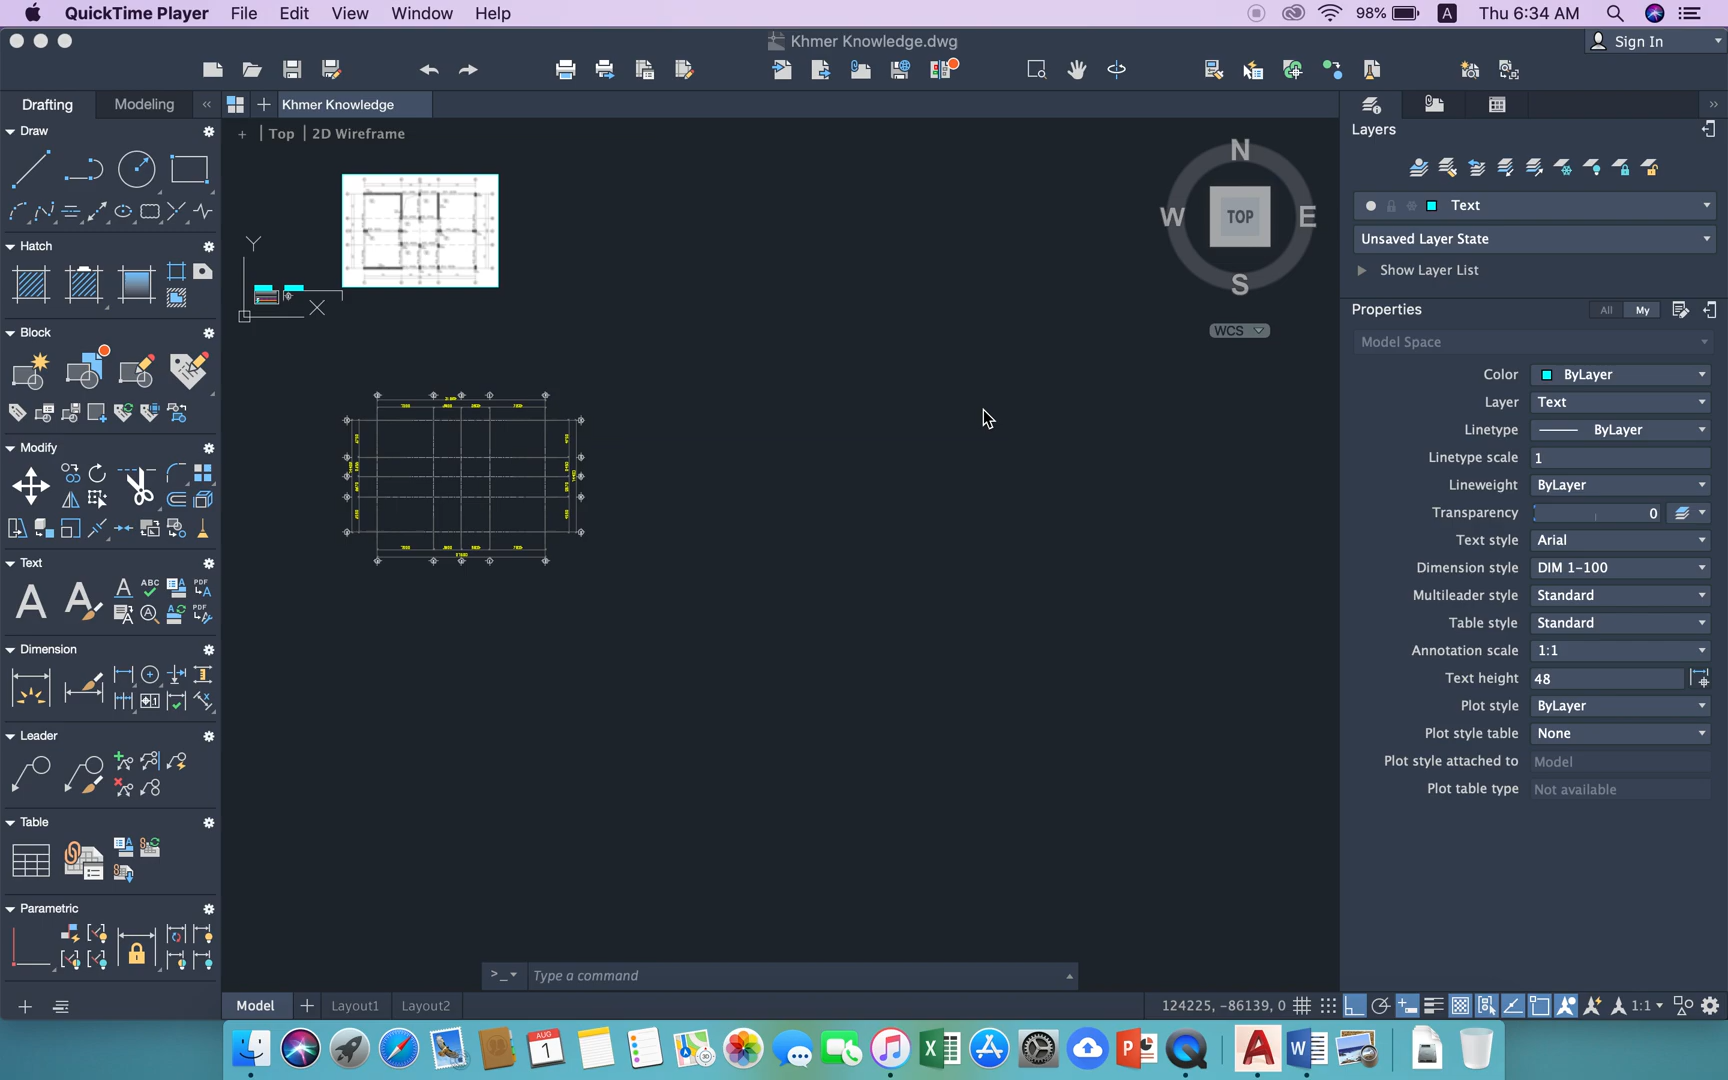 QuickTime Player File Edit View Window Help 98% A Thu 6:34 AM
Khmer Knowledge.dwg
Sign In
Drafting Modeling Khmer Knowledge
Top 2D Wireframe
Draw
Hatch
Block
Modify
Text
A A A ABC PDF
PDF
Dimension
Leader
Table
Parametric
Y
X
N
W TOP E
S
WCS
Layers
Text
Unsaved Layer State
Show Layer List
Properties All My
Model Space
Color ByLayer
Layer Text
Linetype ByLayer
Linetype scale 1
Lineweight ByLayer
Transparency 0
Text style Arial
Dimension style DIM 1-100
Multileader style Standard
Table style Standard
Annotation scale 1:1
Text height 48
Plot style ByLayer
Plot style table None
Plot style attached to Model
Plot table type Not available
>_ Type a command
Model Layout1 Layout2
124225, -86139, 0 1:1
AUG
1